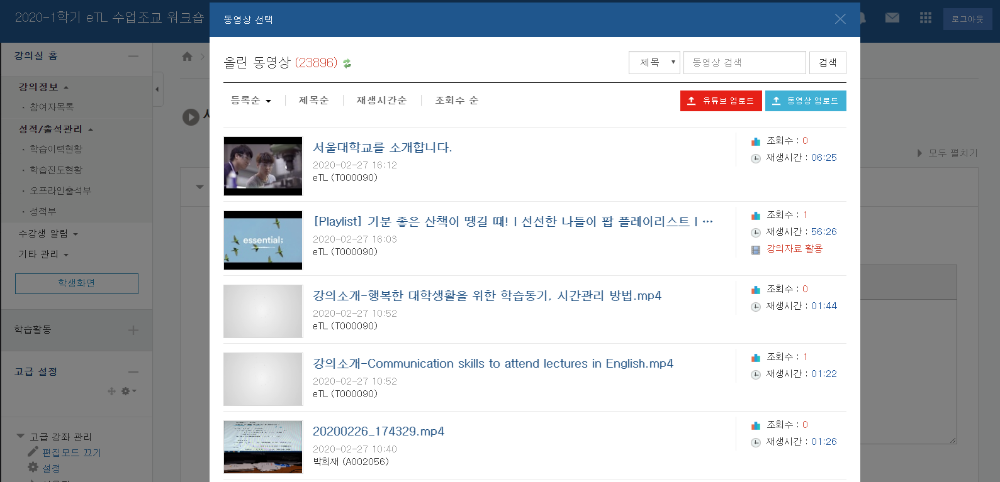 2020-1학기 eTL 수업조교 워크숍
로그아웃
강의실 홈
강의정보
· 참여자목록
성적/출석관리
· 학습이력현황
· 학습진도현황
· 오프라인출석부
· 성적부
수강생 알림
기타 관리
학생화면
학습활동
고급 설정
고급 강좌 관리
편집모드 끄기
설정
모두 펼치기
동영상 선택
올린 동영상 (23896)
제목
동영상 검색
검색
등록순
제목순
재생시간순
조회수 순
유튜브 업로드
동영상 업로드
서울대학교를 소개합니다.
2020-02-27 16:12
eTL (T000090)
조회수 : 0
재생시간 : 06:25
essential;
[Playlist] 기분 좋은 산책이 땡길 때! | 선선한 나들이 팝 플레이리스트 | ···
2020-02-27 16:03
eTL (T000090)
조회수 : 1
재생시간 : 56:26
강의자료 활용
강의소개-행복한 대학생활을 위한 학습동기, 시간관리 방법.mp4
2020-02-27 10:52
eTL (T000090)
조회수 : 0
재생시간 : 01:44
강의소개-Communication skills to attend lectures in English.mp4
2020-02-27 10:52
eTL (T000090)
조회수 : 1
재생시간 : 01:22
20200226_174329.mp4
2020-02-27 10:40
박희재 (A002056)
조회수 : 0
재생시간 : 01:26